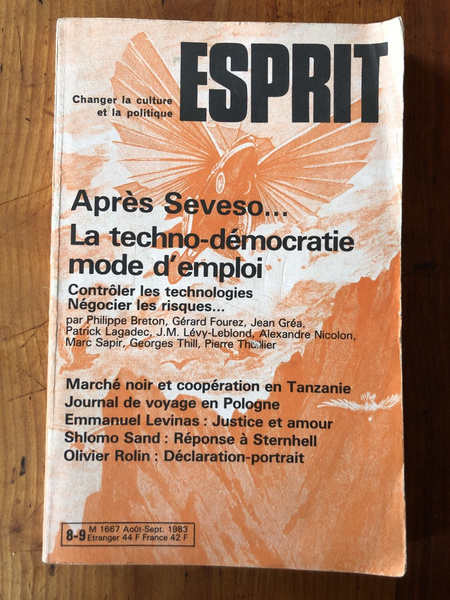 ESPRIT
Changer la culture
et la politique
Après Seveso...
La techno-démocratie
mode d'emploi
Contrôler les technologies
Négocier les risques...
par Philippe Breton, Gérard Fourez, Jean Gréa,
Patrick Lagadec, J.M. Lévy-Leblond, Alexandre Nicolon,
Marc Sapir, Georges Thill, Pierre Thuillier
Marché noir et coopération en Tanzanie
Journal de voyage en Pologne
Emmanuel Levinas : Justice et amour
Shlomo Sand : Réponse à Sternhell
Olivier Rolin : Déclaration-portrait
8-9 M 1667 Août-Sept. 1983
Etranger 44 F France 42 F